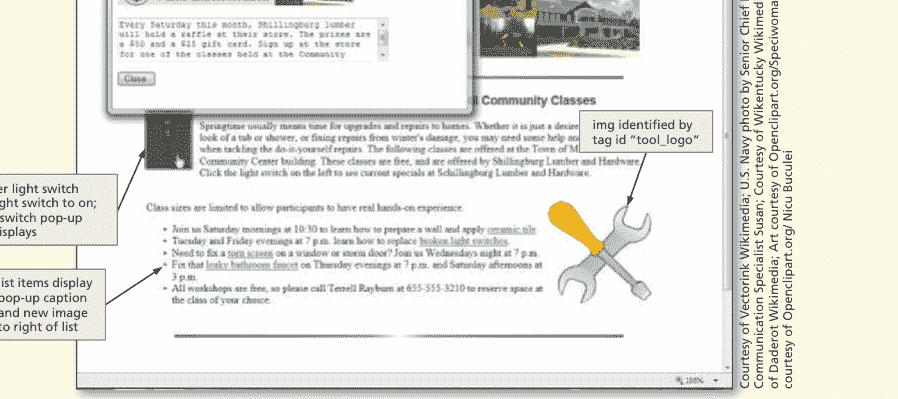 Every Saturday this month, Shillingburg lumber
will hold a raffle at their store. The prizes are
a $50 and a $25 gift card. Sign up at the store
for one of the classes held at the Community
Close
Community Classes
Springtime usually means time for upgrades and repairs to homes. Whether it is just a desire
look of a tub or shower, or fixing repairs from winter's damage, you may need some help and
when tackling the do-it-yourself repairs. The following classes are offered at the Town of M
Community Center building. These classes are free, and are offered by Shillingburg Lumber and Hardware.
Click the light switch on the left to see current specials at Schillingburg Lumber and Hardware.
img identified by
tag id “tool_logo”
er light switch
ght switch to on;
switch pop-up
isplays
Class sizes are limited to allow participants to have real hands-on experience.
• Join us Saturday mornings at 10:30 to learn how to prepare a wall and apply ceramic tile.
• Tuesday and Friday evenings at 7 p.m. learn how to replace broken light switches.
• Need to fix a torn screen on a window or storm door? Join us Wednesdays night at 7 p.m.
• Fix that leaky bathroom faucet on Thursday evenings at 7 p.m. and Saturday afternoons at
3 p.m.
• All workshops are free, so please call Terrell Rayburn at 655-555-3210 to reserve space at
the class of your choice.
ist items display
pop-up caption
and new image
to right of list
100%
Courtesy of Vectorink Wikimedia; U.S. Navy photo by Senior Chief
Communication Specialist Susan; Courtesy of Wikentucky Wikimed
of Daderot Wikimedia; Art courtesy of Openclipart.org/Speciwoma
courtesy of Openclipart.org/ Nicu Buculei